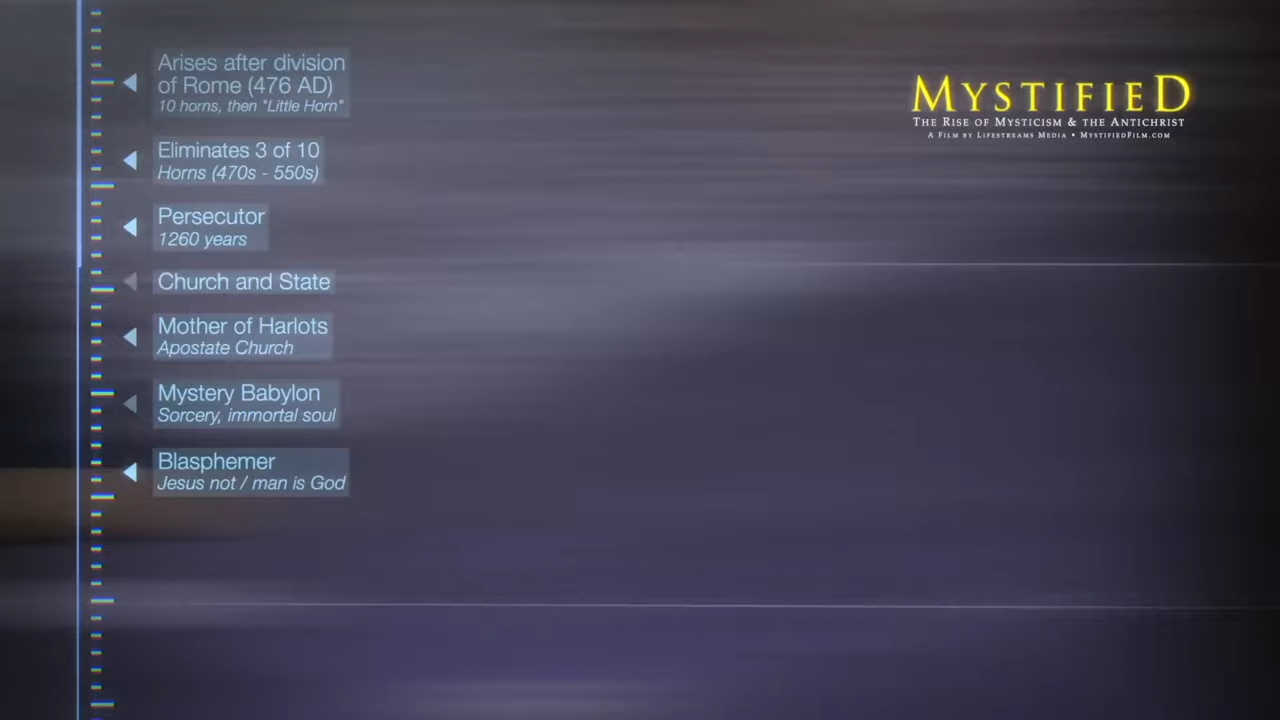 Arises after division
of Rome (476 AD)
10 horns, then "Little Horn"
Eliminates 3 of 10
Horns (470s - 550s)
Persecutor
1260 years
Church and State
Mother of Harlots
Apostate Church
Mystery Babylon
Sorcery, immortal soul
Blasphemer
Jesus not / man is God
MYSTIFIED
THE RISE OF MYSTICISM & THE ANTICHRIST
A FILM BY LIFESTREAMS MEDIA • MYSTIFIEDFILM.COM